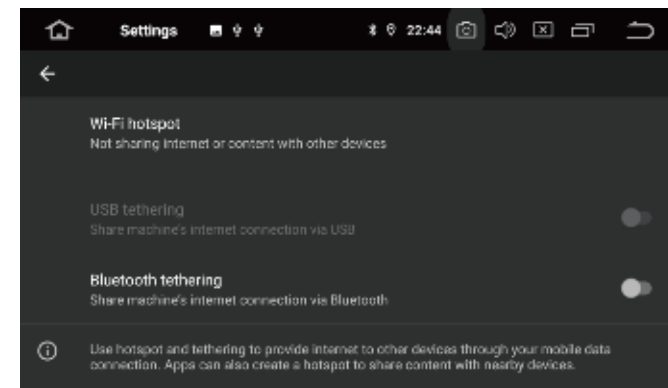 Settings 22:44
Wi-Fi hotspot
Not sharing internet or content with other devices
USB tethering
Share machine's internet connection via USB
Bluetooth tethering
Share machine's internet connection via Bluetooth
Use hotspot and tethering to provide internet to other devices through your mobile data
connection. Apps can also create a hotspot to share content with nearby devices.